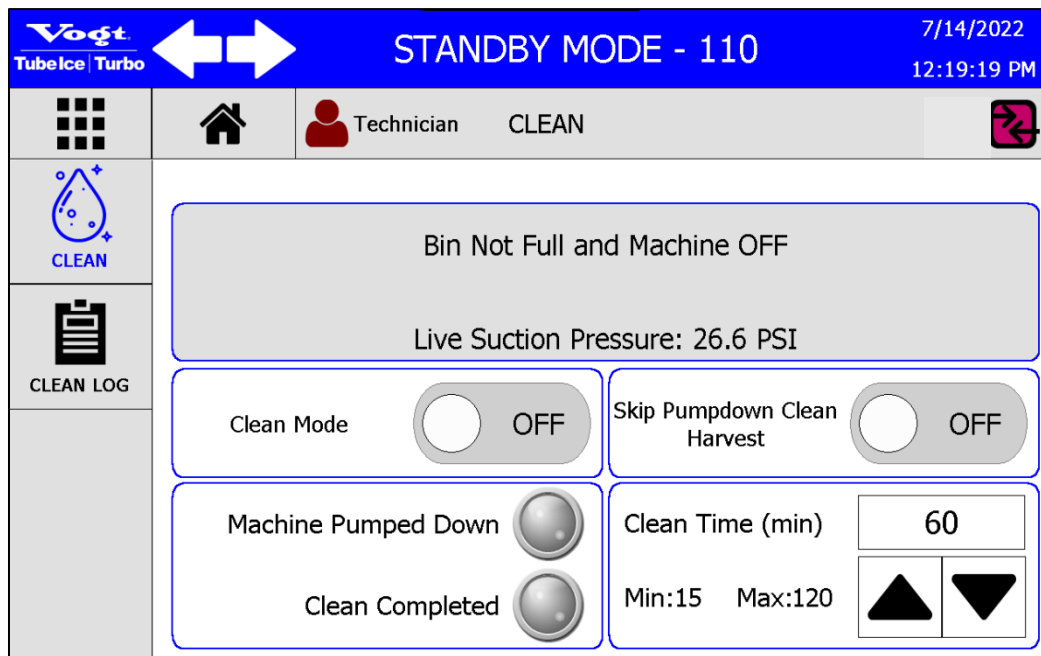 Vogt
Tube Ice | Turbo
STANDBY MODE - 110
7/14/2022
12:19:19 PM
Technician
CLEAN
CLEAN
CLEAN LOG
Bin Not Full and Machine OFF
Live Suction Pressure: 26.6 PSI
Clean Mode
OFF
Skip Pumpdown Clean
Harvest
OFF
Machine Pumped Down
Clean Completed
Clean Time (min)
60
Min:15 Max:120